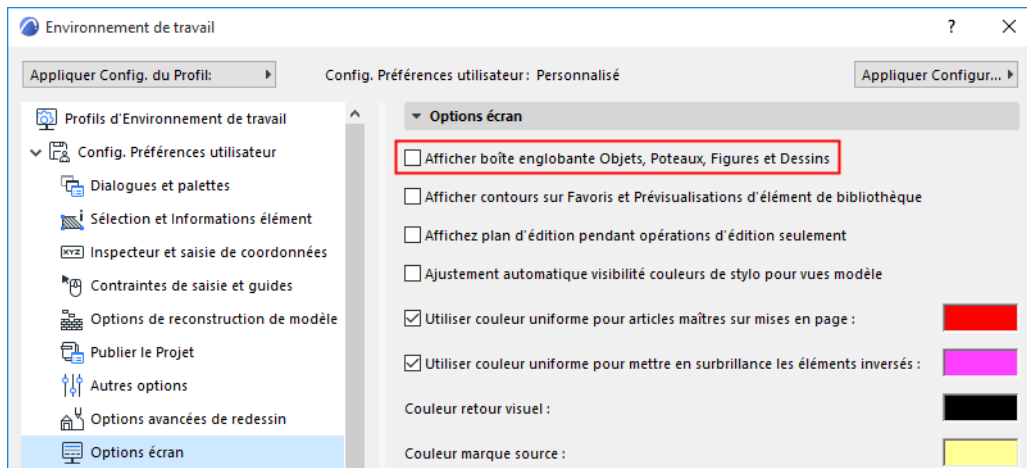 Environnement de travail
?
Appliquer Config. du Profil:
Config. Préférences utilisateur: Personnalisé
Appliquer Configur...
Profils d'Environnement de travail
Config. Préférences utilisateur
Dialogues et palettes
Sélection et Informations élément
XYZ Inspecteur et saisie de coordonnées
Contraintes de saisie et guides
Options de reconstruction de modèle
Publier le Projet
Autres options
Options avancées de redessin
Options écran
Options écran
Afficher boîte englobante Objets, Poteaux, Figures et Dessins
Afficher contours sur Favoris et Prévisualisations d'élément de bibliothèque
Affichez plan d'édition pendant opérations d'édition seulement
Ajustement automatique visibilité couleurs de stylo pour vues modèle
Utiliser couleur uniforme pour articles maîtres sur mises en page :
Utiliser couleur uniforme pour mettre en surbrillance les éléments inversés :
Couleur retour visuel :
Couleur marque source :